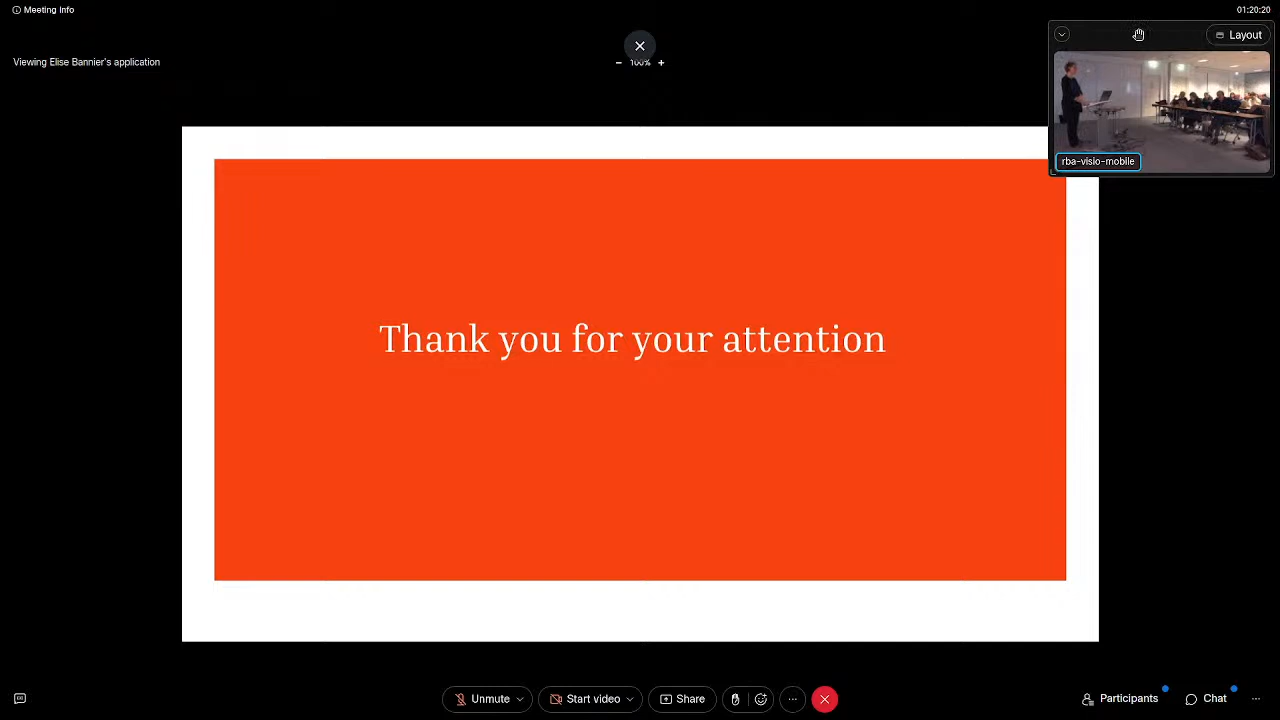 Meeting Info
01:20:20
Layout
Viewing Elise Bannier's application
100%
rba-visio-mobile
Thank you for your attention
Unmute
Start video
Share
Participants
Chat